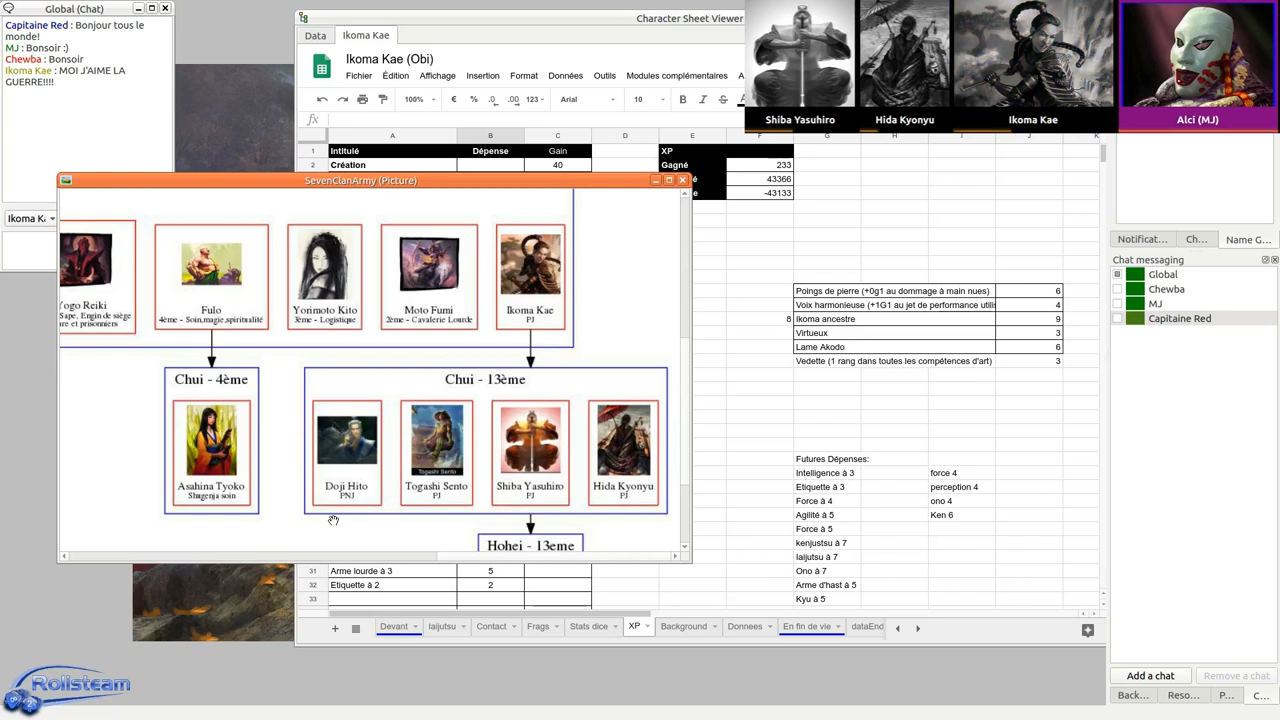 Global (Chat)
Capitaine Red : Bonjour tous le
monde!
MJ : Bonsoir :)
Chewba : Bonsoir
Ikoma Kae : MOI J'AIME LA
GUERRE!!!!
Character Sheet Viewer
Data
Ikoma Kae
Ikoma Kae (Obi)
Fichier
Édition
Affichage
Insertion
Format
Données
Outils
Modules complémentaires
A
100%
€
%
.0
.00
123
Arial
10
B
I
S
A
fx
A
B
C
D
E
F
G
H
I
J
K
Shiba Yasuhiro
Hida Kyonyu
Ikoma Kae
Alci (MJ)
1
Intitulé
Dépense
Gain
XP
2
Création
40
Gagné
233
43366
-43133
SevenClanArmy (Picture)
Yogo Reiki
Sape, Engin de siège
et prisonniers
Fulo
4ème - Soin,magie,spiritualité
Yorimoto Kito
3ème - Logistique
Moto Fumi
2ème - Cavalerie Lourde
Ikoma Kae
PJ
Chui - 4ème
Asahina Tyoko
Shugenja soin
Chui - 13ème
Doji Hito
PNJ
Togashi Sento
Togashi Sento
PJ
Shiba Yasuhiro
PJ
Hida Kyonyu
PJ
Hohei - 13eme
Ikoma K
Poings de pierre (+0g1 au dommage à main nues)
6
Voix harmonieuse (+1G1 au jet de performance utilis
4
8
Ikoma ancestre
9
Virtueux
3
Lame Akodo
6
Vedette (1 rang dans toutes les compétences d'art)
3
Futures Dépenses:
Intelligence à 3
force 4
Etiquette à 3
perception 4
Force à 4
ono 4
Agilité à 5
Ken 6
Force à 5
kenjustsu à 7
Iaijutsu à 7
Ono à 7
Arme d'hast à 5
Kyu à 5
31
Arme lourde à 3
5
32
Etiquette à 2
2
33
Devant
Iaijutsu
Contact
Frags
Stats dice
XP
Background
Donnees
En fin de vie
dataEnd
Notificat...
Ch...
Name G...
Chat messaging
Global
Chewba
MJ
Capitaine Red
Add a chat
Remove a chat
Back...
Reso...
P...
C...
Rolisteam